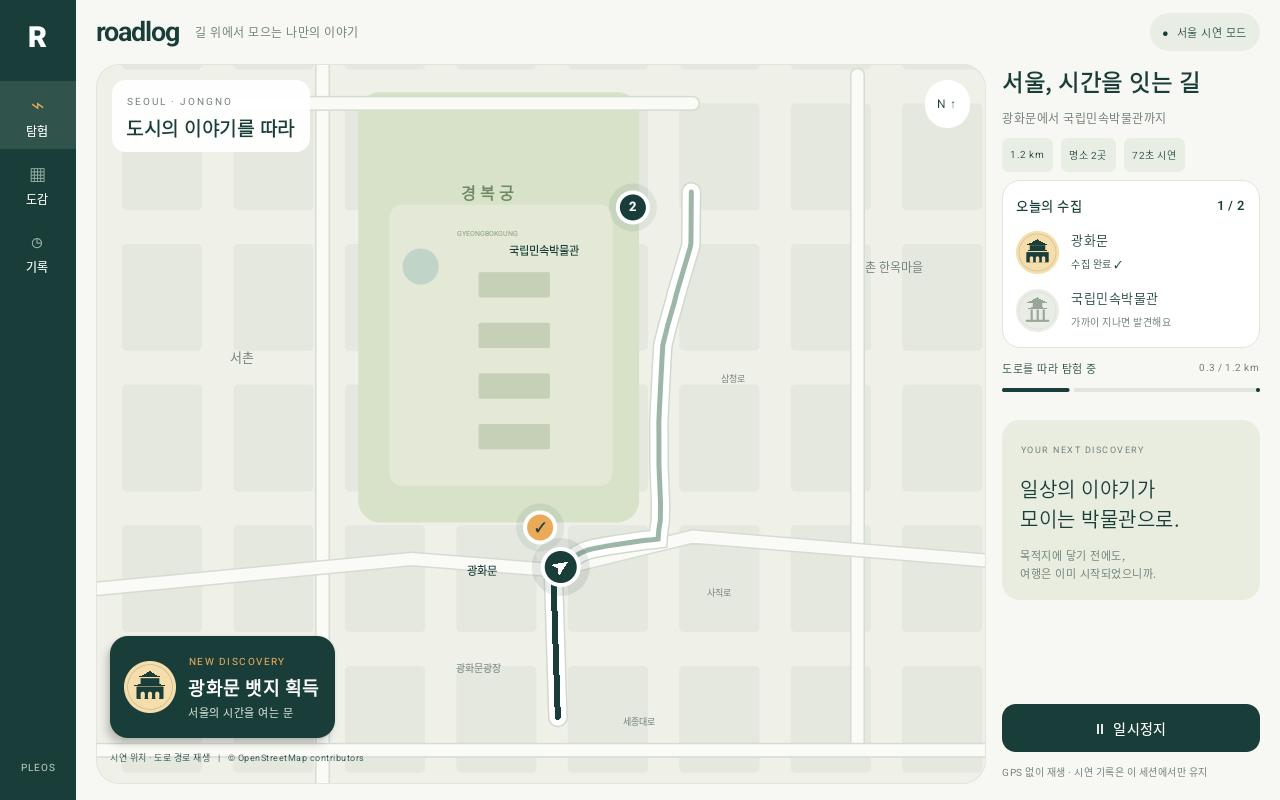 R
탐험
도감
기록
PLEOS
roadlog 길 위에서 모으는 나만의 이야기
● 서울 시연 모드
SEOUL · JONGNO
도시의 이야기를 따라
N ↑
경복궁
GYEONGBOKGUNG
국립민속박물관
2
촌 한옥마을
서촌
삼청로
✓
광화문
사직로
광화문광장
세종대로
NEW DISCOVERY
광화문 뱃지 획득
서울의 시간을 여는 문
시연 위치 · 도로 경로 재생 | © OpenStreetMap contributors
서울, 시간을 잇는 길
광화문에서 국립민속박물관까지
1.2 km 명소 2곳 72초 시연
오늘의 수집 1 / 2
광화문
수집 완료 ✓
국립민속박물관
가까이 지나면 발견해요
도로를 따라 탐험 중 0.3 / 1.2 km
YOUR NEXT DISCOVERY
일상의 이야기가
모이는 박물관으로.
목적지에 닿기 전에도,
여행은 이미 시작되었으니까.
일시정지
GPS 없이 재생 · 시연 기록은 이 세션에서만 유지